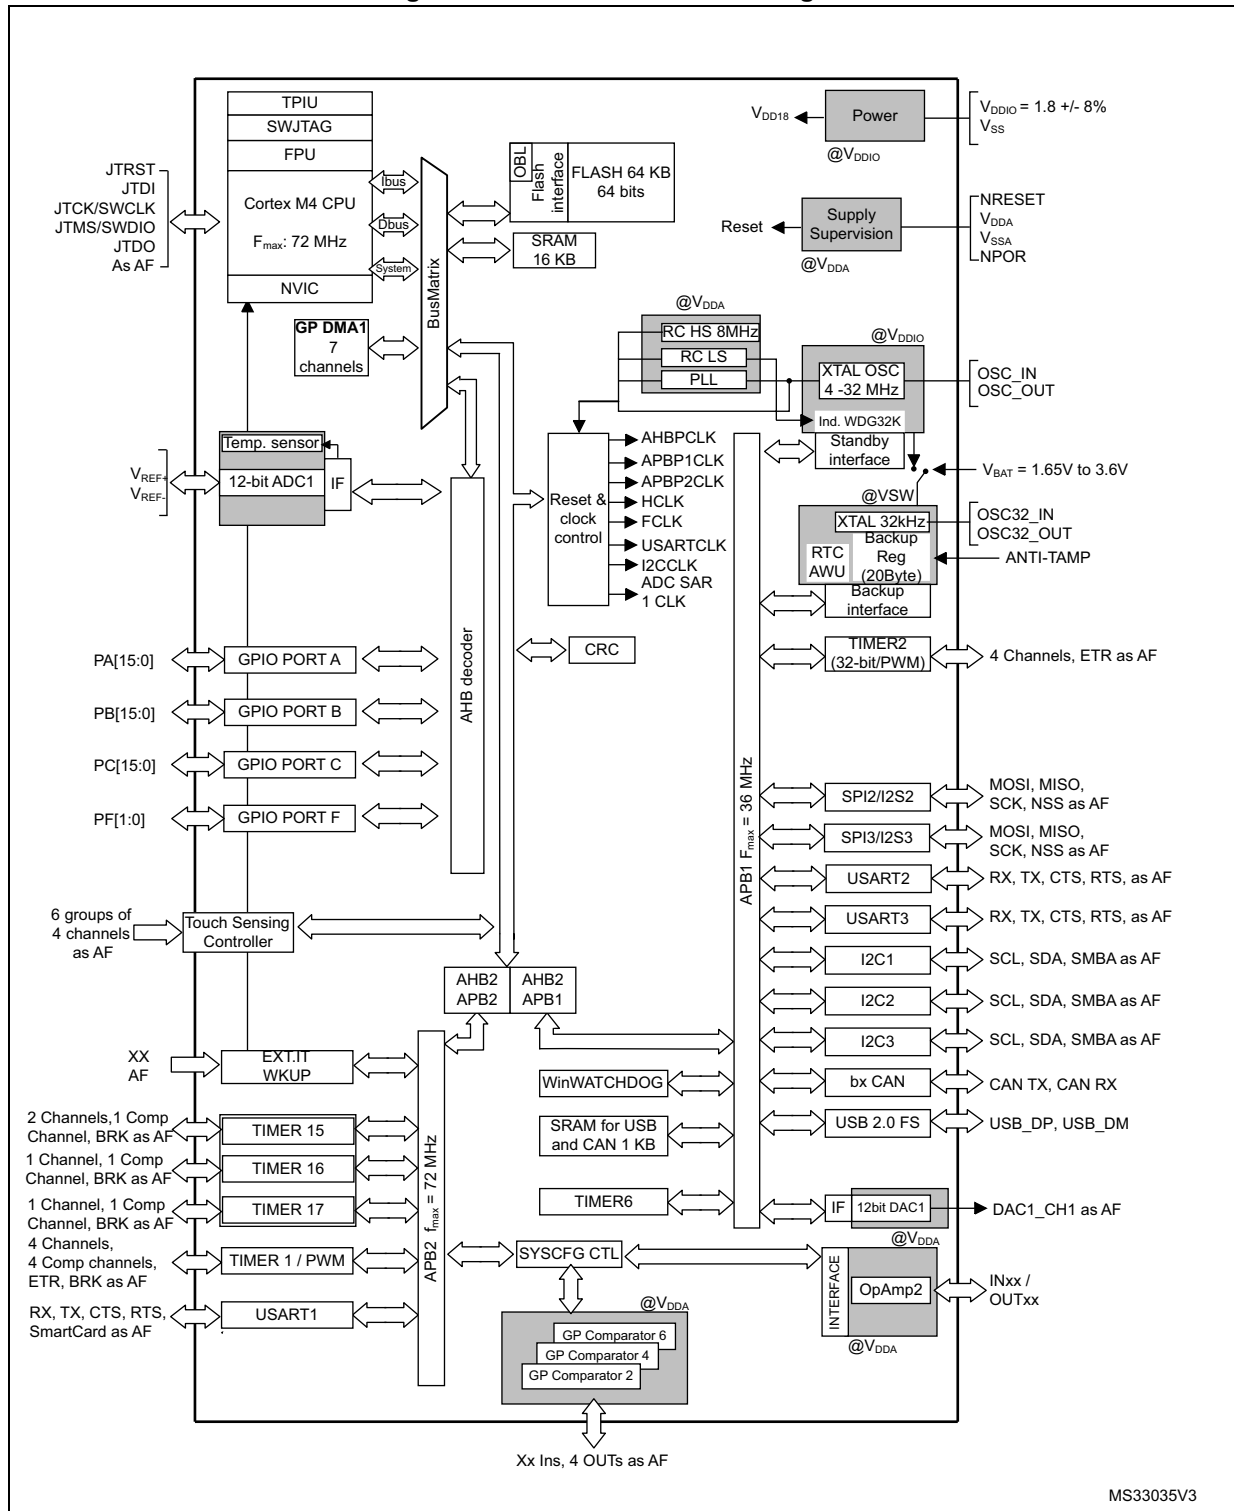 TPIU
SWJTAG
FPU
Cortex M4 CPU
Fmax: 72 MHz
NVIC
JTRST
JTDI
JTCK/SWCLK
JTMS/SWDIO
JTDO
As AF
Ibus
Dbus
System
BusMatrix
OBL
Flash
interface
FLASH 64 KB
64 bits
SRAM
16 KB
GP DMA1
7
channels
VDD18
Power
@VDDIO
VDDIO = 1.8 +/- 8%
VSS
Reset
Supply
Supervision
@VDDA
NRESET
VDDA
VSSA
NPOR
@VDDA
RC HS 8MHz
RC LS
PLL
@VDDIO
XTAL OSC
4 -32 MHz
Ind. WDG32K
Standby
interface
OSC_IN
OSC_OUT
VBAT = 1.65V to 3.6V
@VSW
XTAL 32kHz
RTC
AWU
Backup
Reg
(20Byte)
Backup
interface
OSC32_IN
OSC32_OUT
ANTI-TAMP
Temp. sensor
12-bit ADC1
IF
VREF+
VREF-
Reset &
clock
control
AHBPCLK
APBP1CLK
APBP2CLK
HCLK
FCLK
USARTCLK
I2CCLK
ADC SAR
1 CLK
AHB decoder
CRC
PA[15:0]
GPIO PORT A
PB[15:0]
GPIO PORT B
PC[15:0]
GPIO PORT C
PF[1:0]
GPIO PORT F
6 groups of
4 channels
as AF
Touch Sensing
Controller
AHB2
APB2
AHB2
APB1
APB1 Fmax = 36 MHz
TIMER2
(32-bit/PWM)
4 Channels, ETR as AF
SPI2/I2S2
MOSI, MISO,
SCK, NSS as AF
SPI3/I2S3
MOSI, MISO,
SCK, NSS as AF
USART2
RX, TX, CTS, RTS, as AF
USART3
RX, TX, CTS, RTS, as AF
I2C1
SCL, SDA, SMBA as AF
I2C2
SCL, SDA, SMBA as AF
I2C3
SCL, SDA, SMBA as AF
bx CAN
CAN TX, CAN RX
USB 2.0 FS
USB_DP, USB_DM
IF
12bit DAC1
DAC1_CH1 as AF
@VDDA
XX
AF
EXT.IT
WKUP
2 Channels,1 Comp
Channel, BRK as AF
TIMER 15
1 Channel, 1 Comp
Channel, BRK as AF
TIMER 16
1 Channel, 1 Comp
Channel, BRK as AF
TIMER 17
4 Channels,
4 Comp channels,
ETR, BRK as AF
TIMER 1 / PWM
RX, TX, CTS, RTS,
SmartCard as AF
USART1
APB2 fmax = 72 MHz
WinWATCHDOG
SRAM for USB
and CAN 1 KB
TIMER6
SYSCFG CTL
@VDDA
GP Comparator 6
GP Comparator 4
GP Comparator 2
INTERFACE
OpAmp2
@VDDA
INxx /
OUTxx
Xx Ins, 4 OUTs as AF
MS33035V3